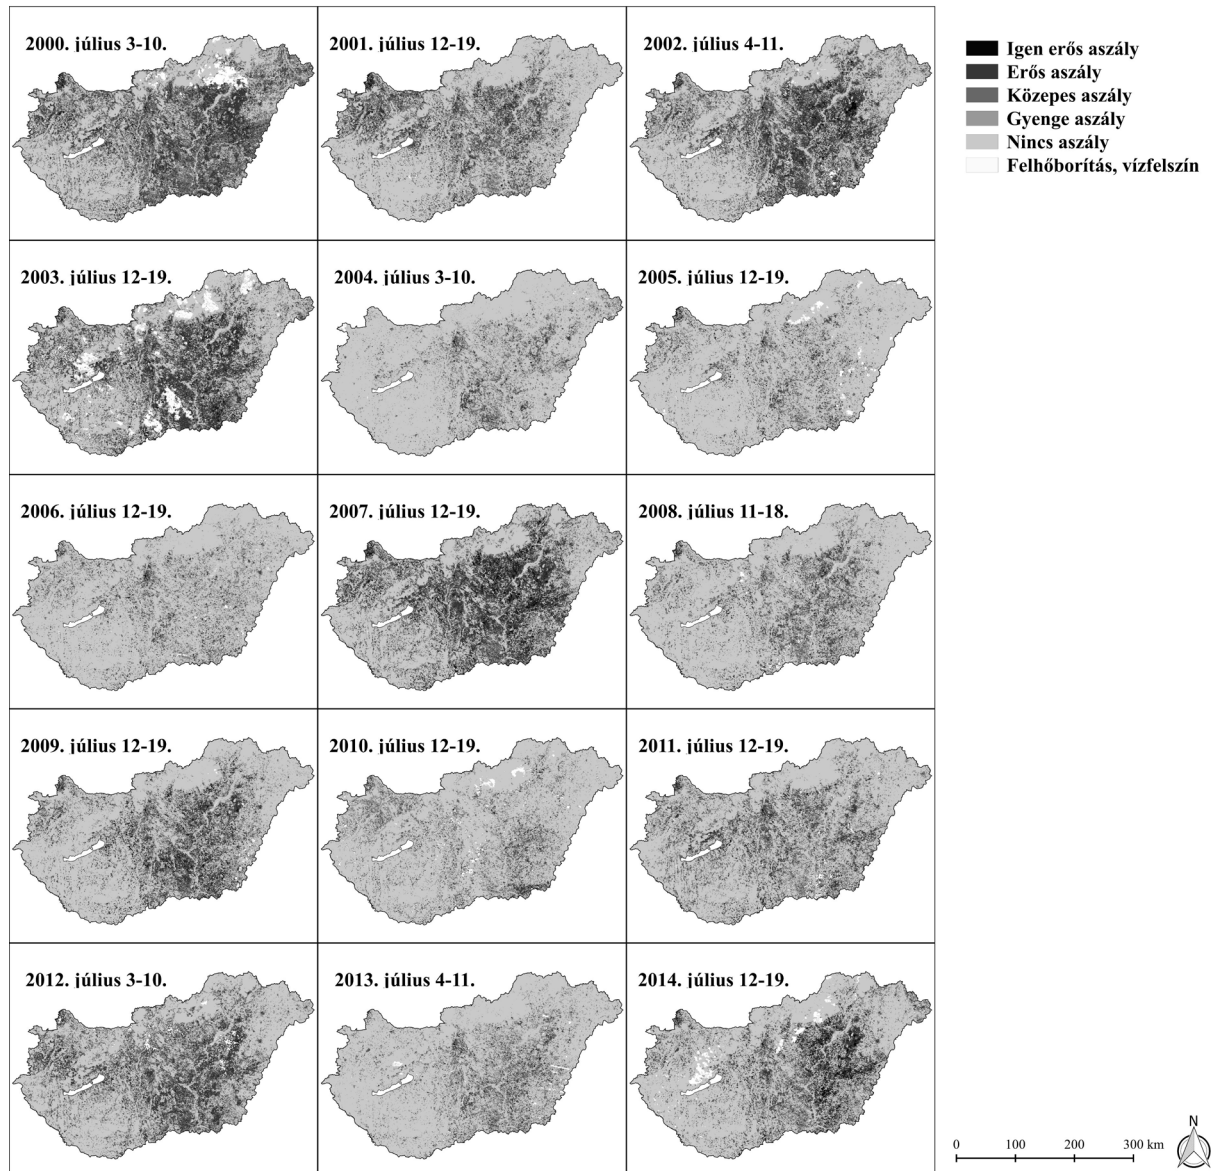 2000. július 3-10.
2001. július 12-19.
2002. július 4-11.
Igen erős aszály
Erős aszály
Közepes aszály
Gyenge aszály
Nincs aszály
Felhőborítás, vízfelszín
2003. július 12-19.
2004. július 3-10.
2005. július 12-19.
2006. július 12-19.
2007. július 12-19.
2008. július 11-18.
2009. július 12-19.
2010. július 12-19.
2011. július 12-19.
2012. július 3-10.
2013. július 4-11.
2014. július 12-19.
N
0 100 200 300 km